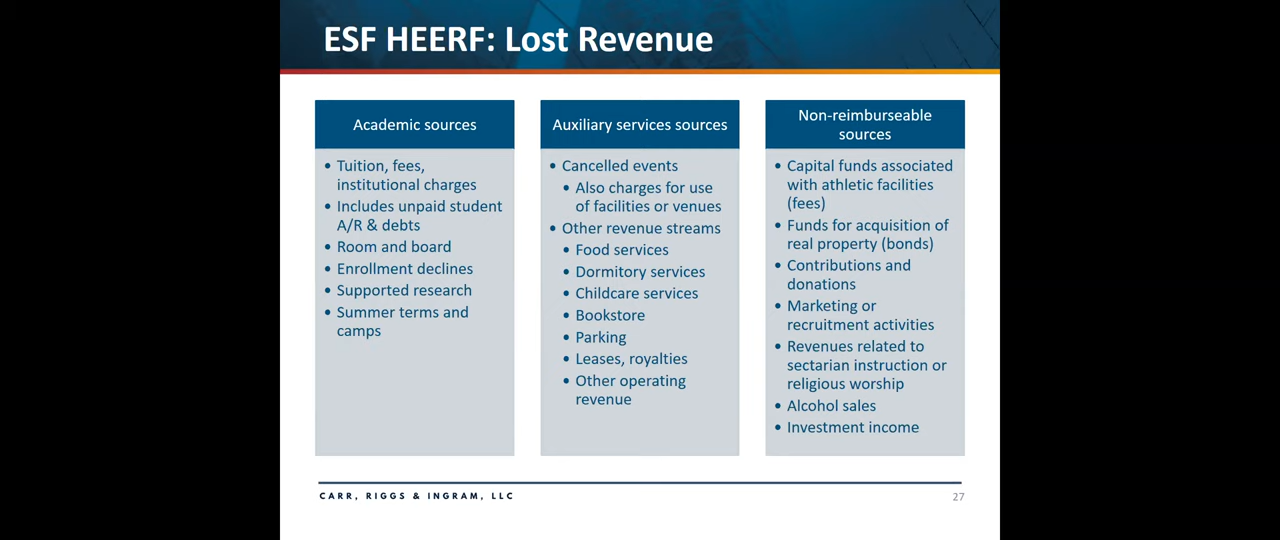 ESF HEERF: Lost Revenue
Academic sources
• Tuition, fees,
institutional charges
• Includes unpaid student
A/R & debts
• Room and board
• Enrollment declines
• Supported research
• Summer terms and
camps
Auxiliary services sources
• Cancelled events
• Also charges for use
of facilities or venues
• Other revenue streams
• Food services
• Dormitory services
• Childcare services
• Bookstore
• Parking
• Leases, royalties
• Other operating
revenue
Non-reimburseable
sources
• Capital funds associated
with athletic facilities
(fees)
• Funds for acquisition of
real property (bonds)
• Contributions and
donations
• Marketing or
recruitment activities
• Revenues related to
sectarian instruction or
religious worship
• Alcohol sales
• Investment income
CARR, RIGGS & INGRAM, LLC
27